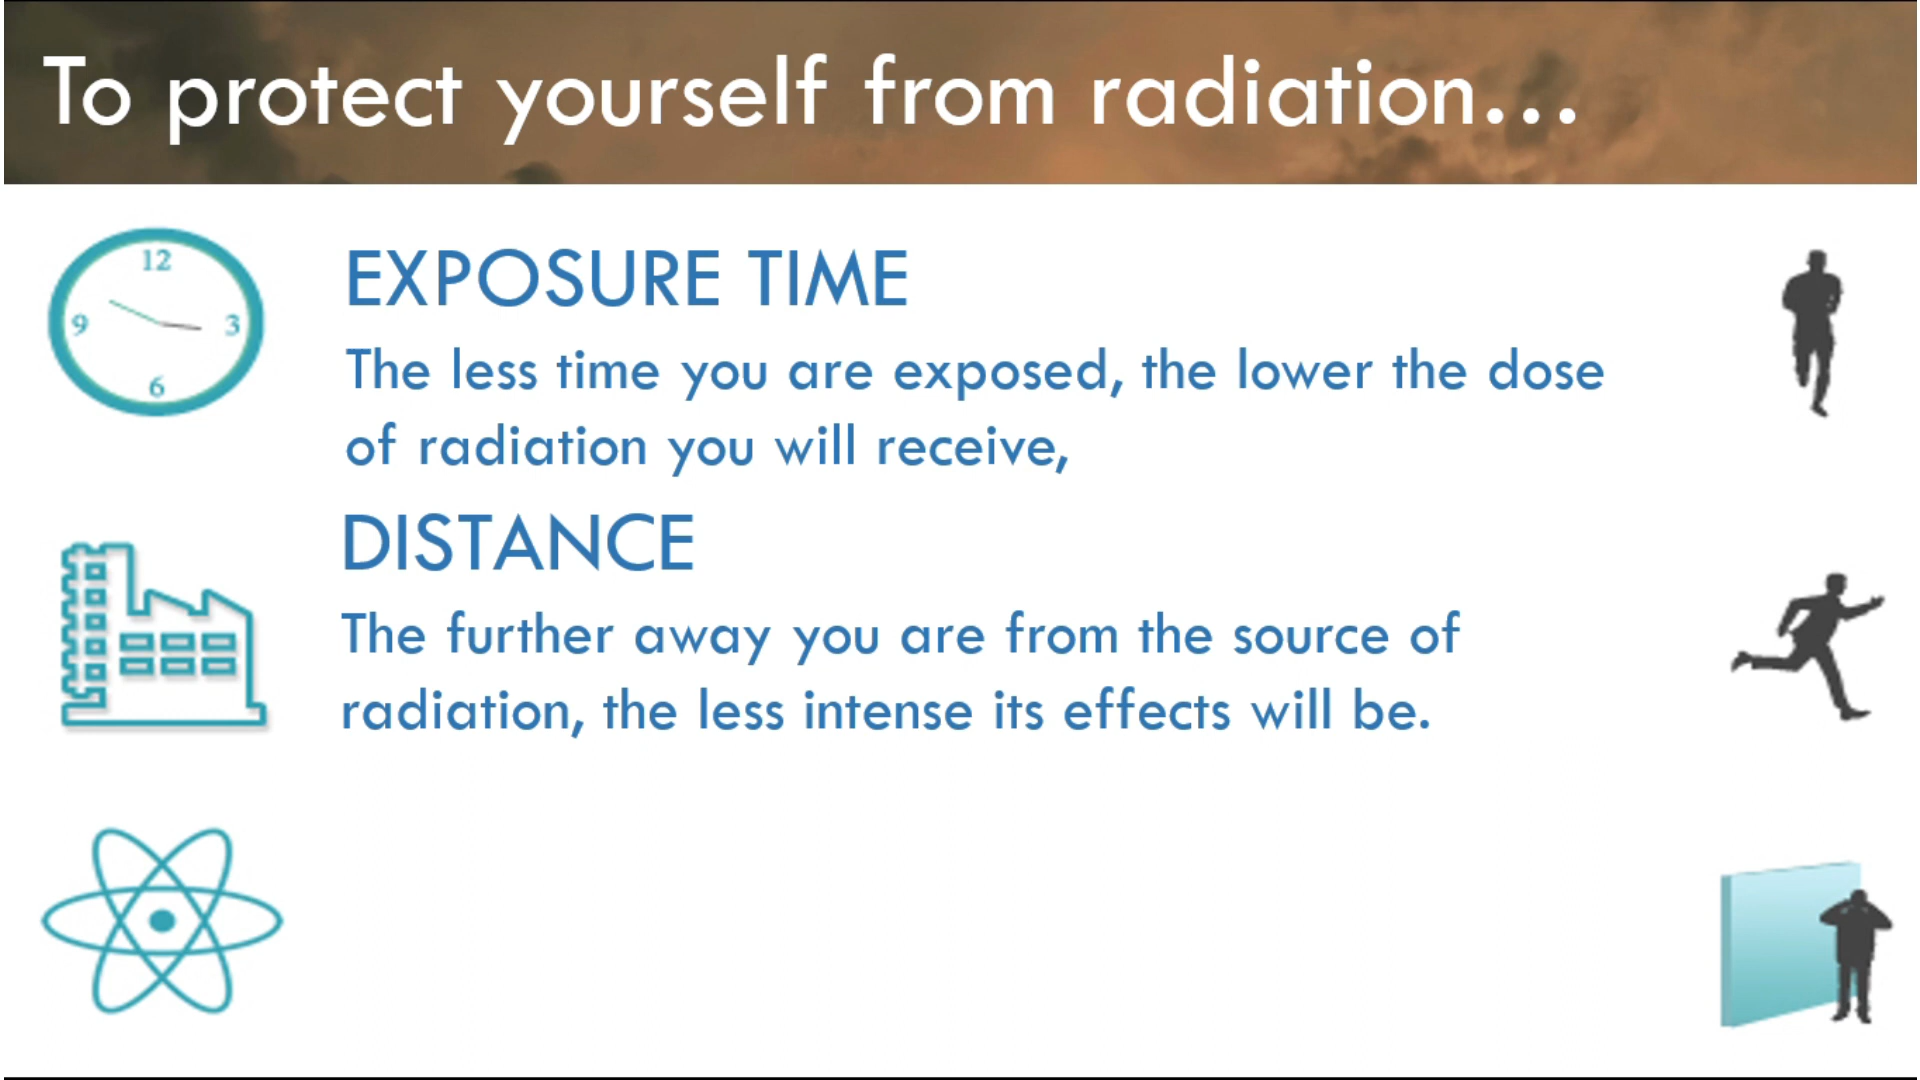 To protect yourself from radiation...
12
9 3
6
EXPOSURE TIME
The less time you are exposed, the lower the dose
of radiation you will receive,
DISTANCE
The further away you are from the source of
radiation, the less intense its effects will be.